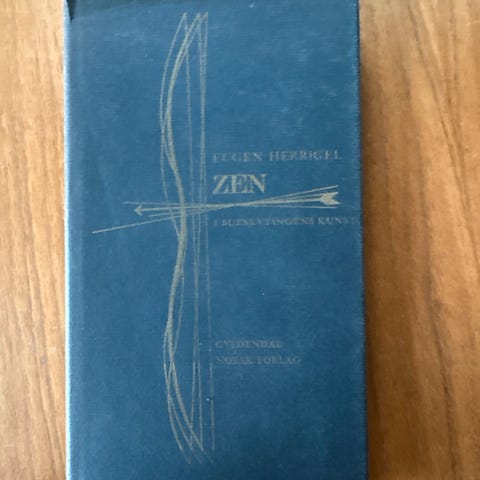 EUGEN HERRIGEL
ZEN
I BUESKYTINGENS KUNST
GYLDENDAL
NORSK FORLAG